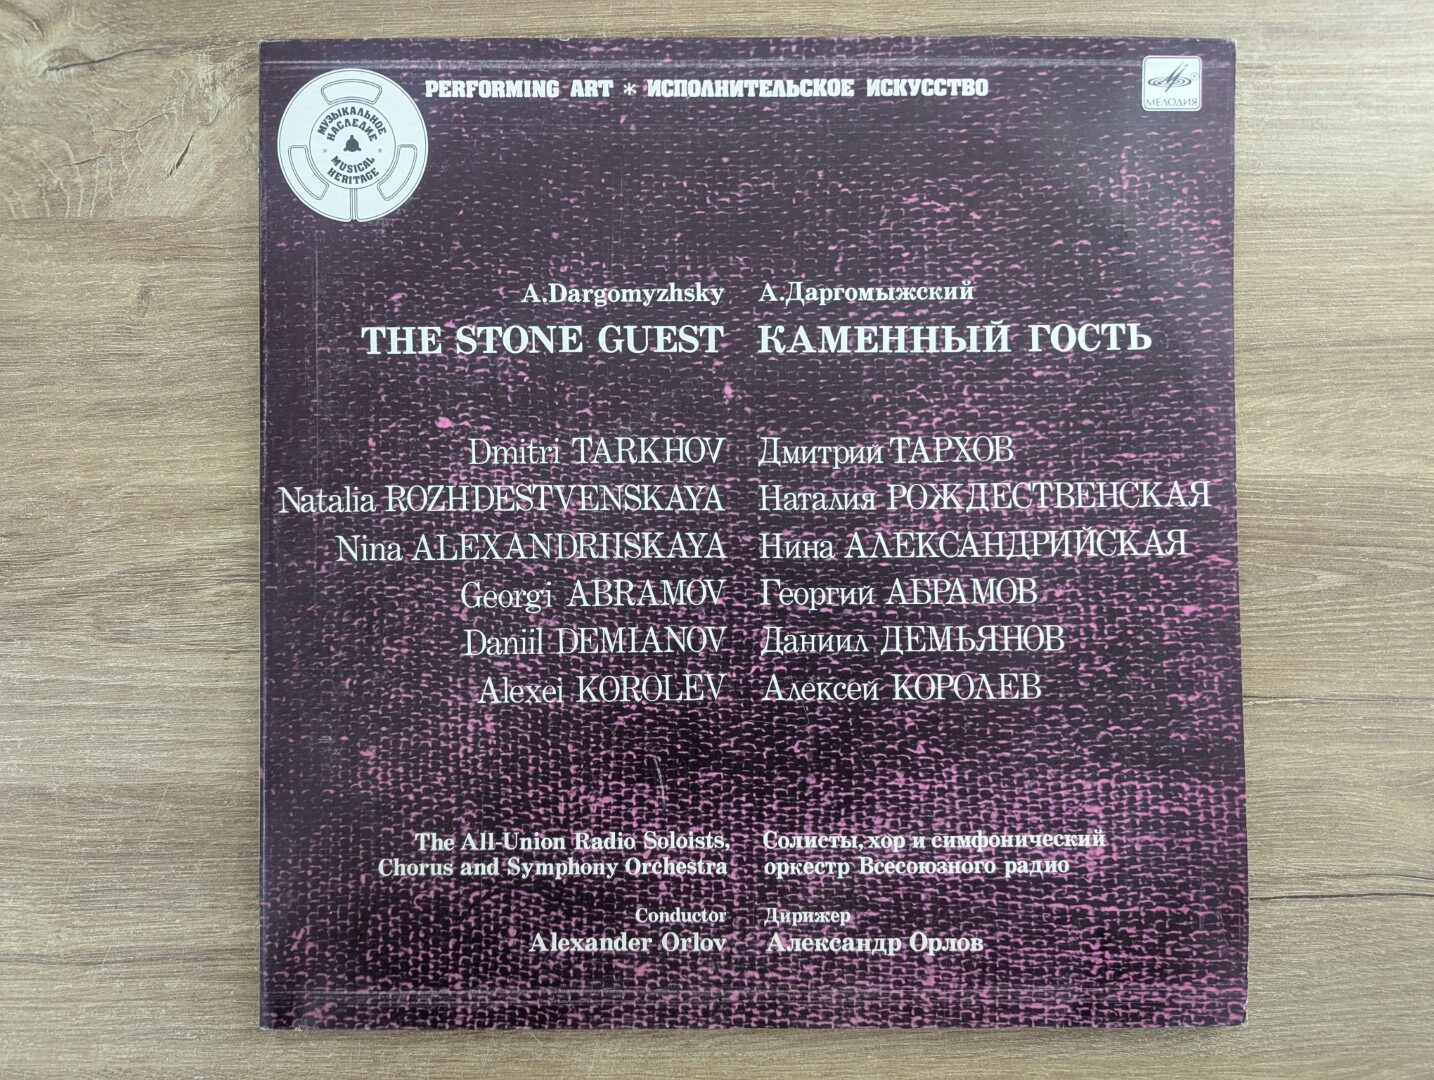 PERFORMING ART * ИСПОЛНИТЕЛЬСКОЕ ИСКУССТВО
МЕЛОДИЯ
МУЗЫКАЛЬНОЕ
НАСЛЕДИЕ
MUSICAL
HERITAGE
A.Dargomyzhsky А.Даргомыжский
THE STONE GUEST КАМЕННЫЙ ГОСТЬ
Dmitri TARKHOV Дмитрий ТАРХОВ
Natalia ROZHDESTVENSKAYA Наталия РОЖДЕСТВЕНСКАЯ
Nina ALEXANDRIISKAYA Нина АЛЕКСАНДРИЙСКАЯ
Georgi ABRAMOV Георгий АБРАМОВ
Daniil DEMIANOV Даниил ДЕМЬЯНОВ
Alexei KOROLEV Алексей КОРОЛЕВ
The All-Union Radio Soloists, Солисты, хор и симфонический
Chorus and Symphony Orchestra оркестр Всесоюзного радио
Conductor Дирижер
Alexander Orlov Александр Орлов